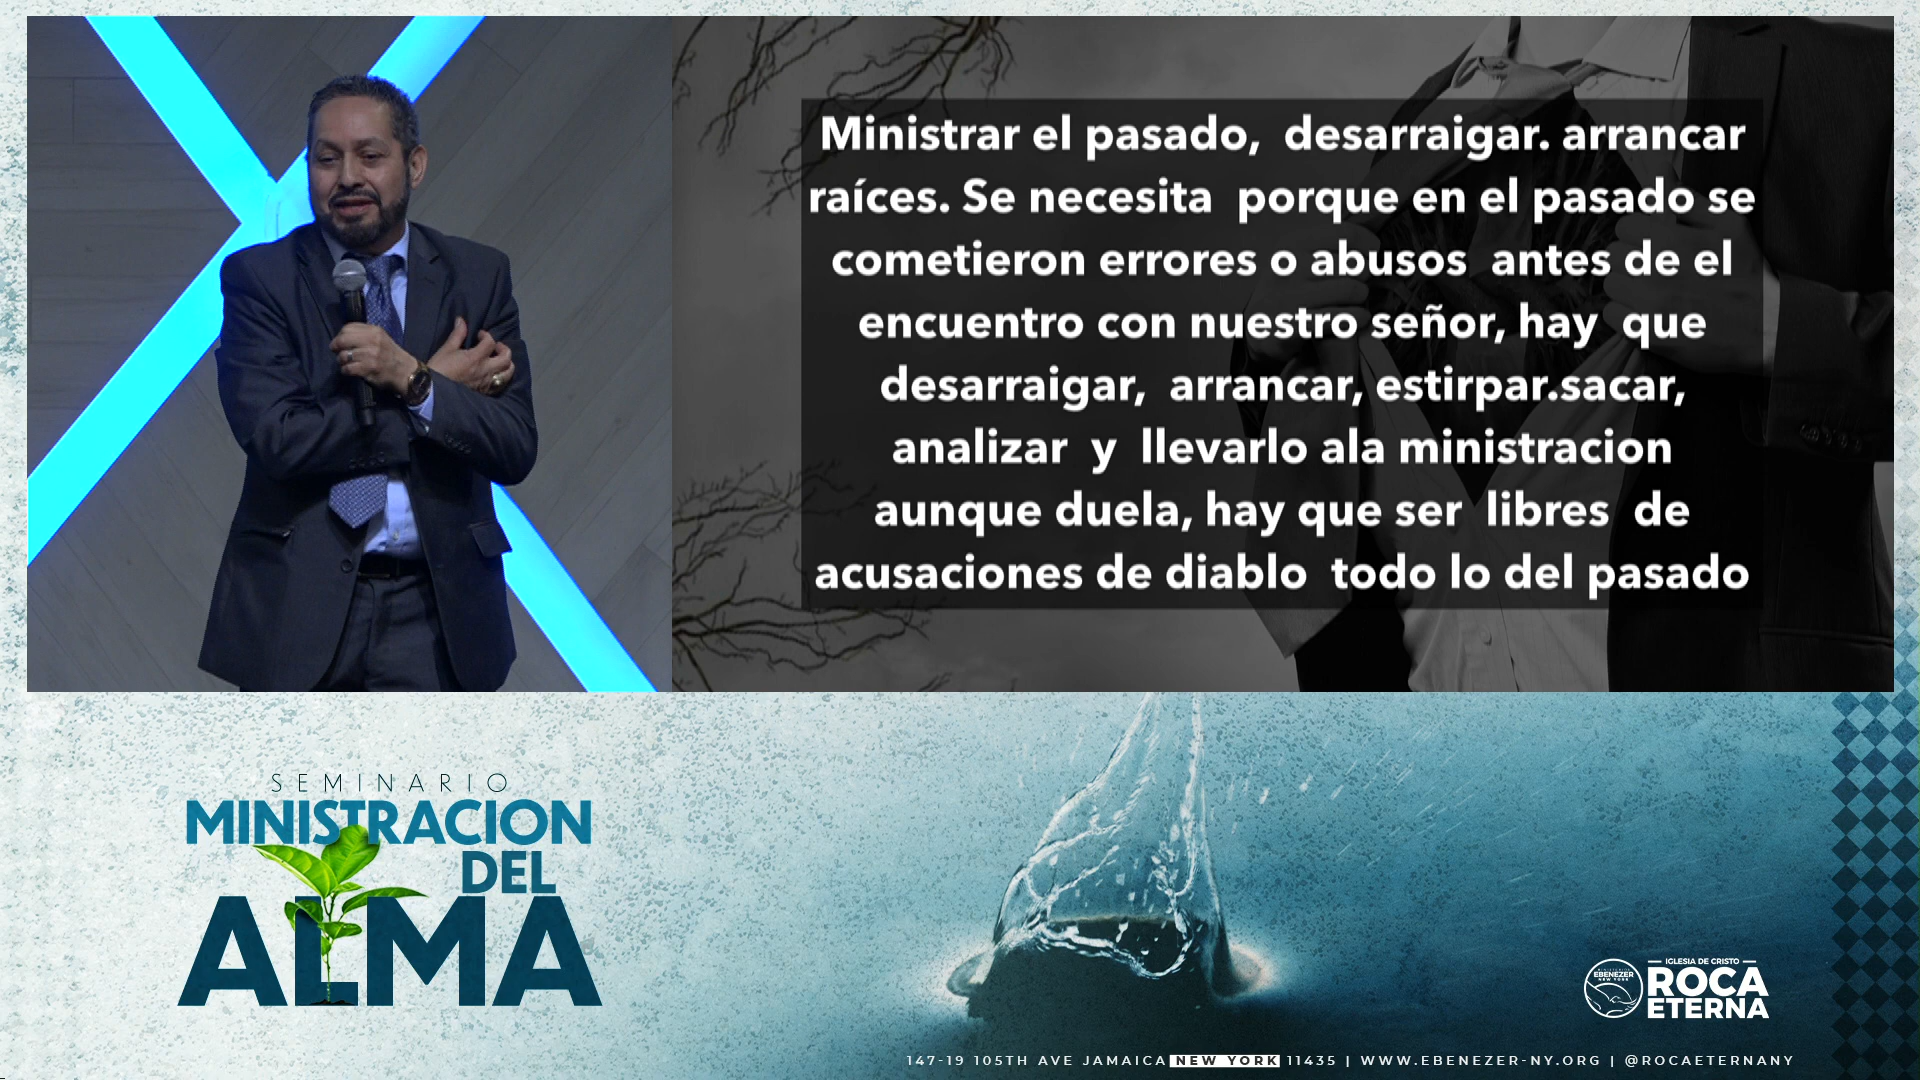 Ministrar el pasado, desarraigar. arrancar
raíces. Se necesita porque en el pasado se
cometieron errores o abusos antes de el
encuentro con nuestro señor, hay que
desarraigar, arrancar, estirpar.sacar,
analizar y llevarlo ala ministracion
aunque duela, hay que ser libres de
acusaciones de diablo todo lo del pasado
SEMINARIO
MINISTRACION
DEL
ALMA
EBENEZER
NEW YORK
IGLESIA DE CRISTO
ROCA
ETERNA
147-19 105TH AVE JAMAICA NEW YORK 11435 | WWW.EBENEZER-NY.ORG | @ROCAETERNANY